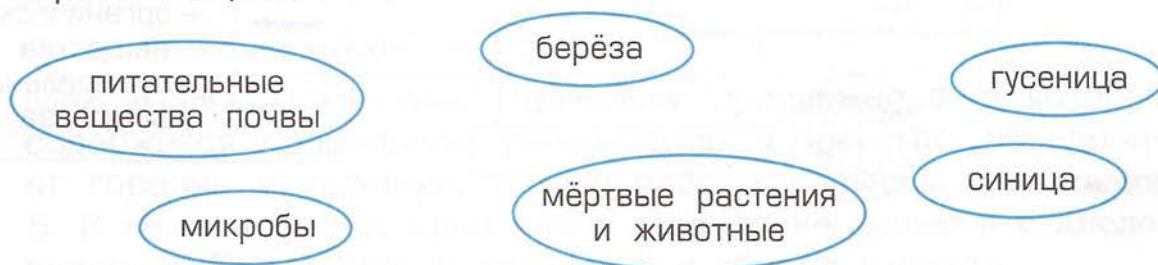 берёза
питательные
вещества почвы
гусеница
микробы
мёртвые растения
и животные
синица